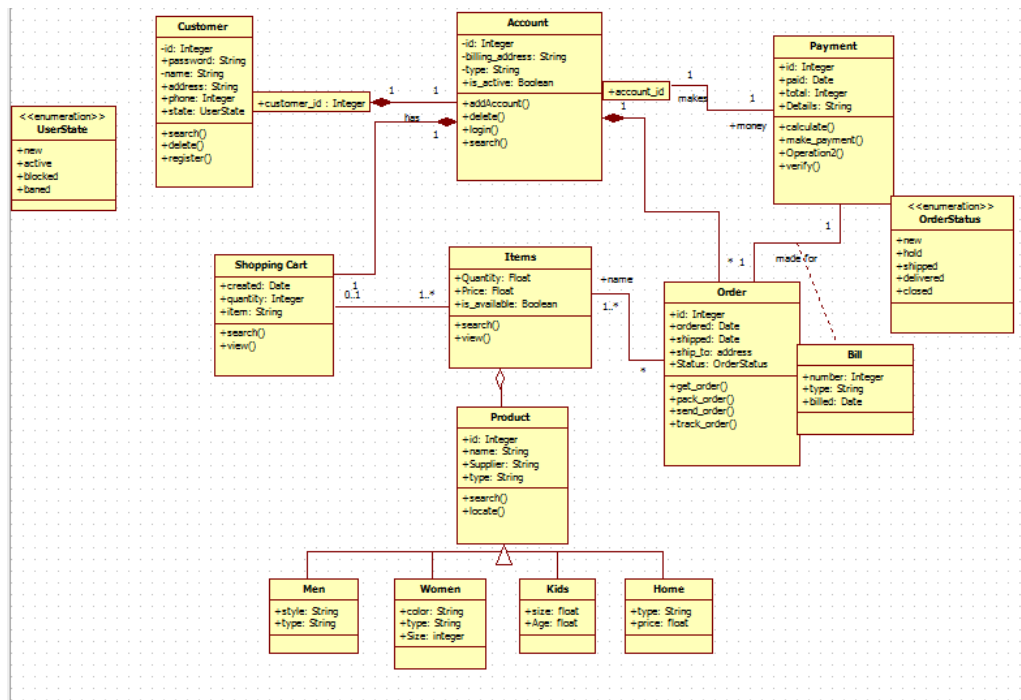 Customer
-id: Integer
+password: String
-name: String
+address: String
+phone: Integer
+state: UserState
+search()
+delete()
+register()
<<enumeration>>
UserState
+new
+active
+blocked
+baned
+customer_id : Integer
1
1
has
1
Account
-id: Integer
-billing_address: String
-type: String
+is_active: Boolean
+addAccount()
+delete()
+login()
+search()
+account_id
1
1
makes
1
+money
Payment
+id: Integer
+paid: Date
+total: Integer
+Details: String
+calculate()
+make_payment()
+Operation2()
+verify()
<<enumeration>>
OrderStatus
+new
+hold
+shipped
+delivered
+closed
1
made for
* 1
Shopping Cart
+created: Date
+quantity: Integer
+item: String
+search()
+view()
1
0..1
1..*
Items
+Quantity: Float
+Price: Float
+is_available: Boolean
+search()
+view()
+name
1..*
*
Order
+id: Integer
+ordered: Date
+shipped: Date
+ship_to: address
+Status: OrderStatus
+get_order()
+pack_order()
+send_order()
+track_order()
Bill
+number: Integer
+type: String
+billed: Date
Product
+id: Integer
+name: String
+Supplier: String
+type: String
+search()
+locate()
Men
+style: String
+type: String
Women
+color: String
+type: String
+Size: integer
Kids
+size: float
+Age: float
Home
+type: String
+price: float